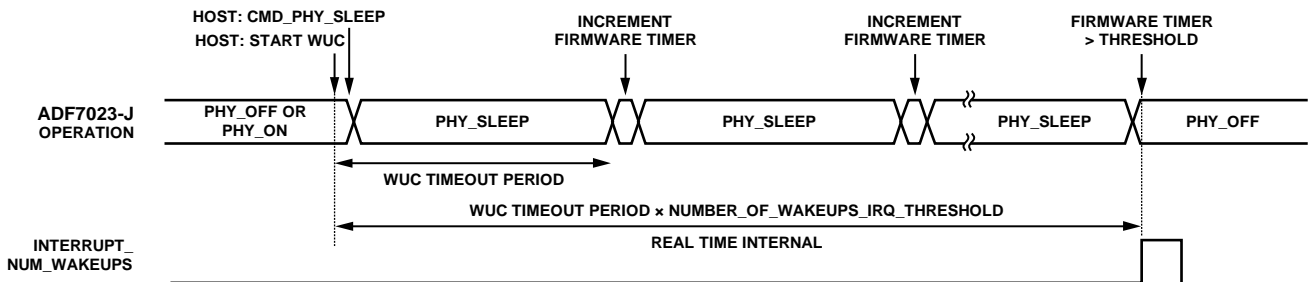 HOST: CMD_PHY_SLEEP
HOST: START WUC
INCREMENT
FIRMWARE TIMER
INCREMENT
FIRMWARE TIMER
FIRMWARE TIMER
> THRESHOLD
ADF7023-J
OPERATION
PHY_OFF OR
PHY_ON
PHY_SLEEP
PHY_SLEEP
PHY_SLEEP
PHY_OFF
WUC TIMEOUT PERIOD
WUC TIMEOUT PERIOD × NUMBER_OF_WAKEUPS_IRQ_THRESHOLD
REAL TIME INTERNAL
INTERRUPT_
NUM_WAKEUPS